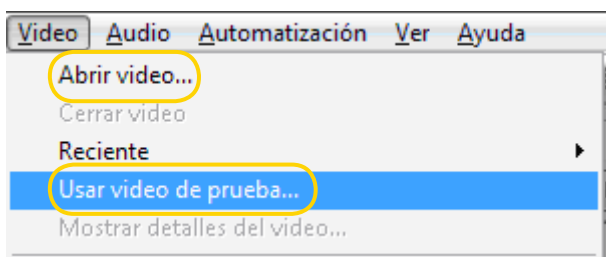 Video Audio Automatización Ver Ayuda
Abrir video...
Cerrar video
Reciente
Usar video de prueba...
Mostrar detalles del video...